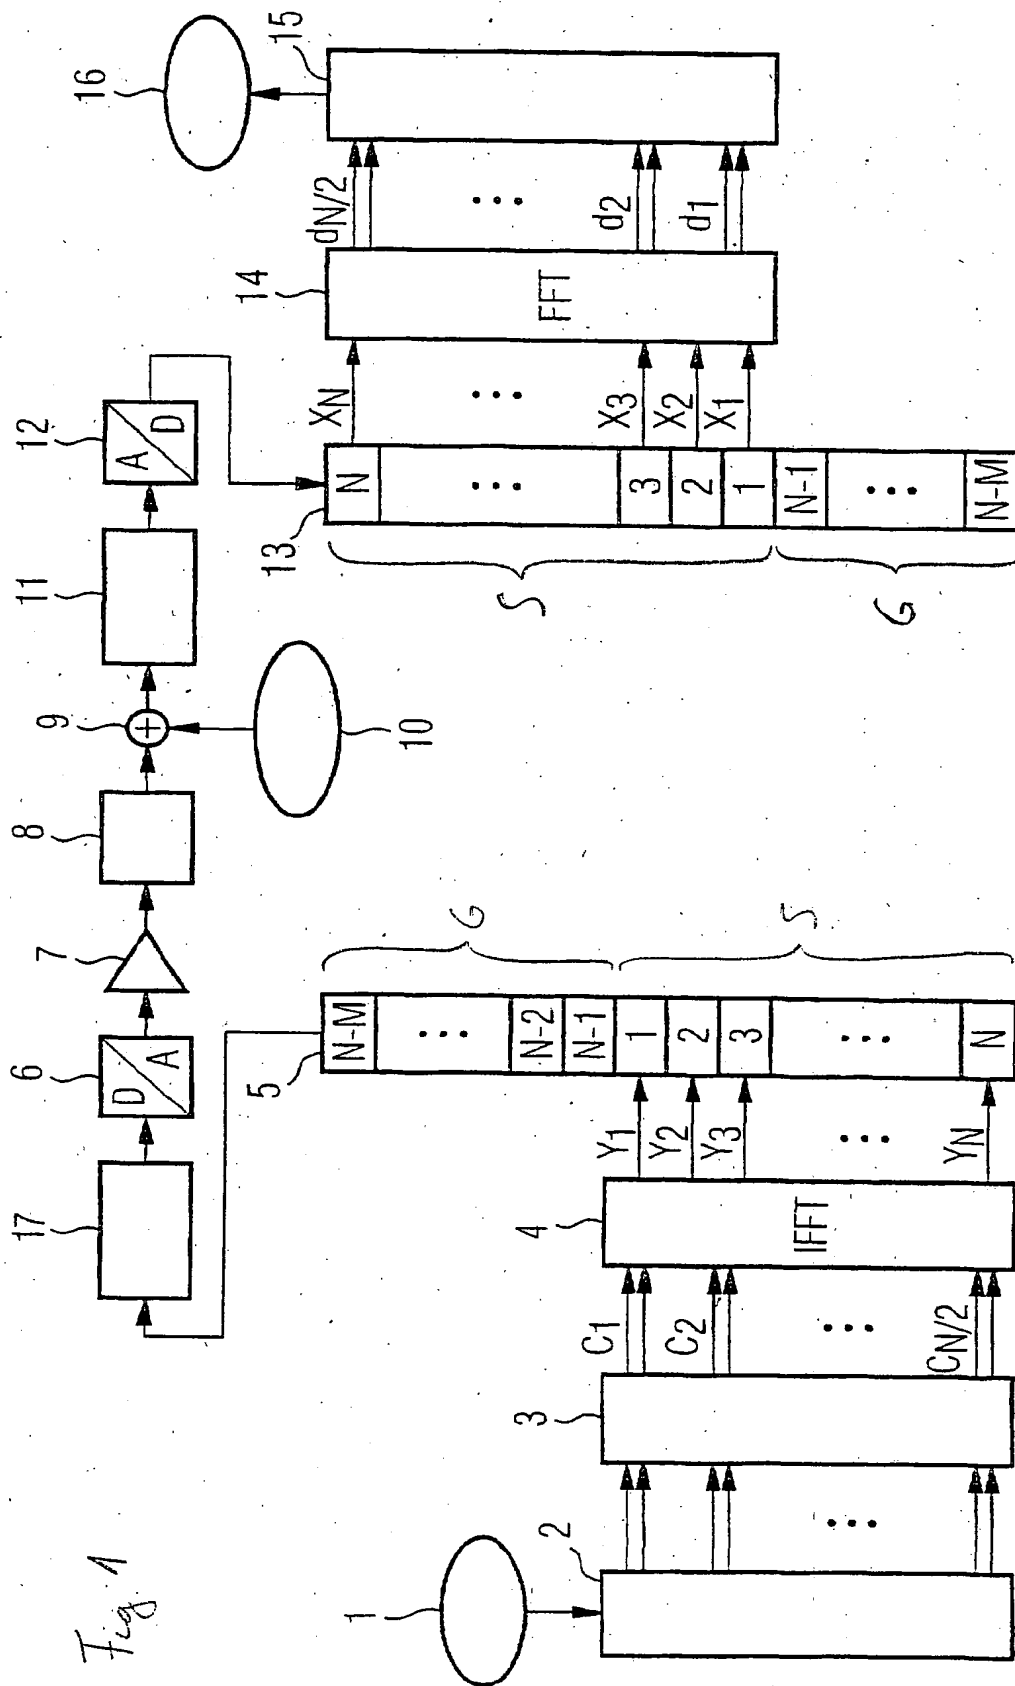 Fig. 1
1
2
3
C1
C2
CN/2
4
IFFT
Y1
Y2
Y3
YN
5
N-M
N-2
N-1
1
2
3
N
G
S
17
6
D
A
7
8
9
+
10
11
12
A
D
13
N
3
2
1
N-1
N-M
S
G
XN
X3
X2
X1
14
FFT
dN/2
d2
d1
15
16